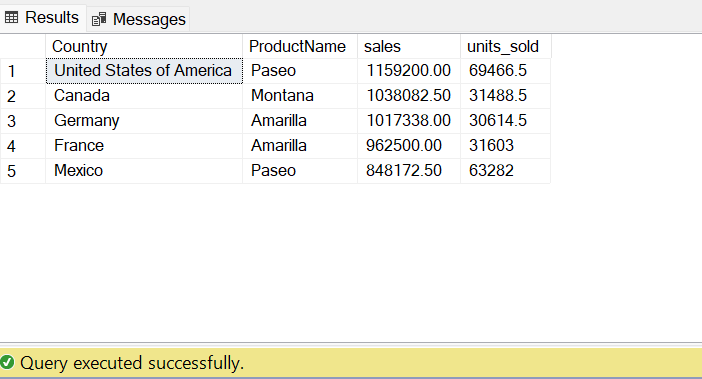 Results Messages
Country ProductName sales units_sold
1 United States of America Paseo 1159200.00 69466.5
2 Canada Montana 1038082.50 31488.5
3 Germany Amarilla 1017338.00 30614.5
4 France Amarilla 962500.00 31603
5 Mexico Paseo 848172.50 63282
Query executed successfully.